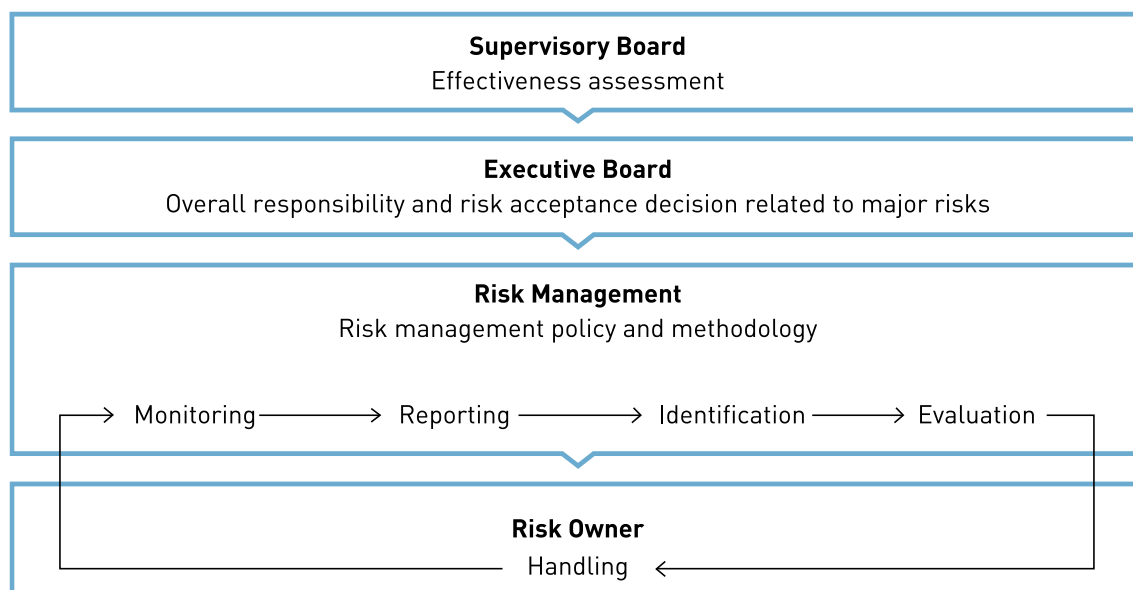 Supervisory Board
Effectiveness assessment
Executive Board
Overall responsibility and risk acceptance decision related to major risks
Risk Management
Risk management policy and methodology
Monitoring Reporting Identification Evaluation
Risk Owner
Handling